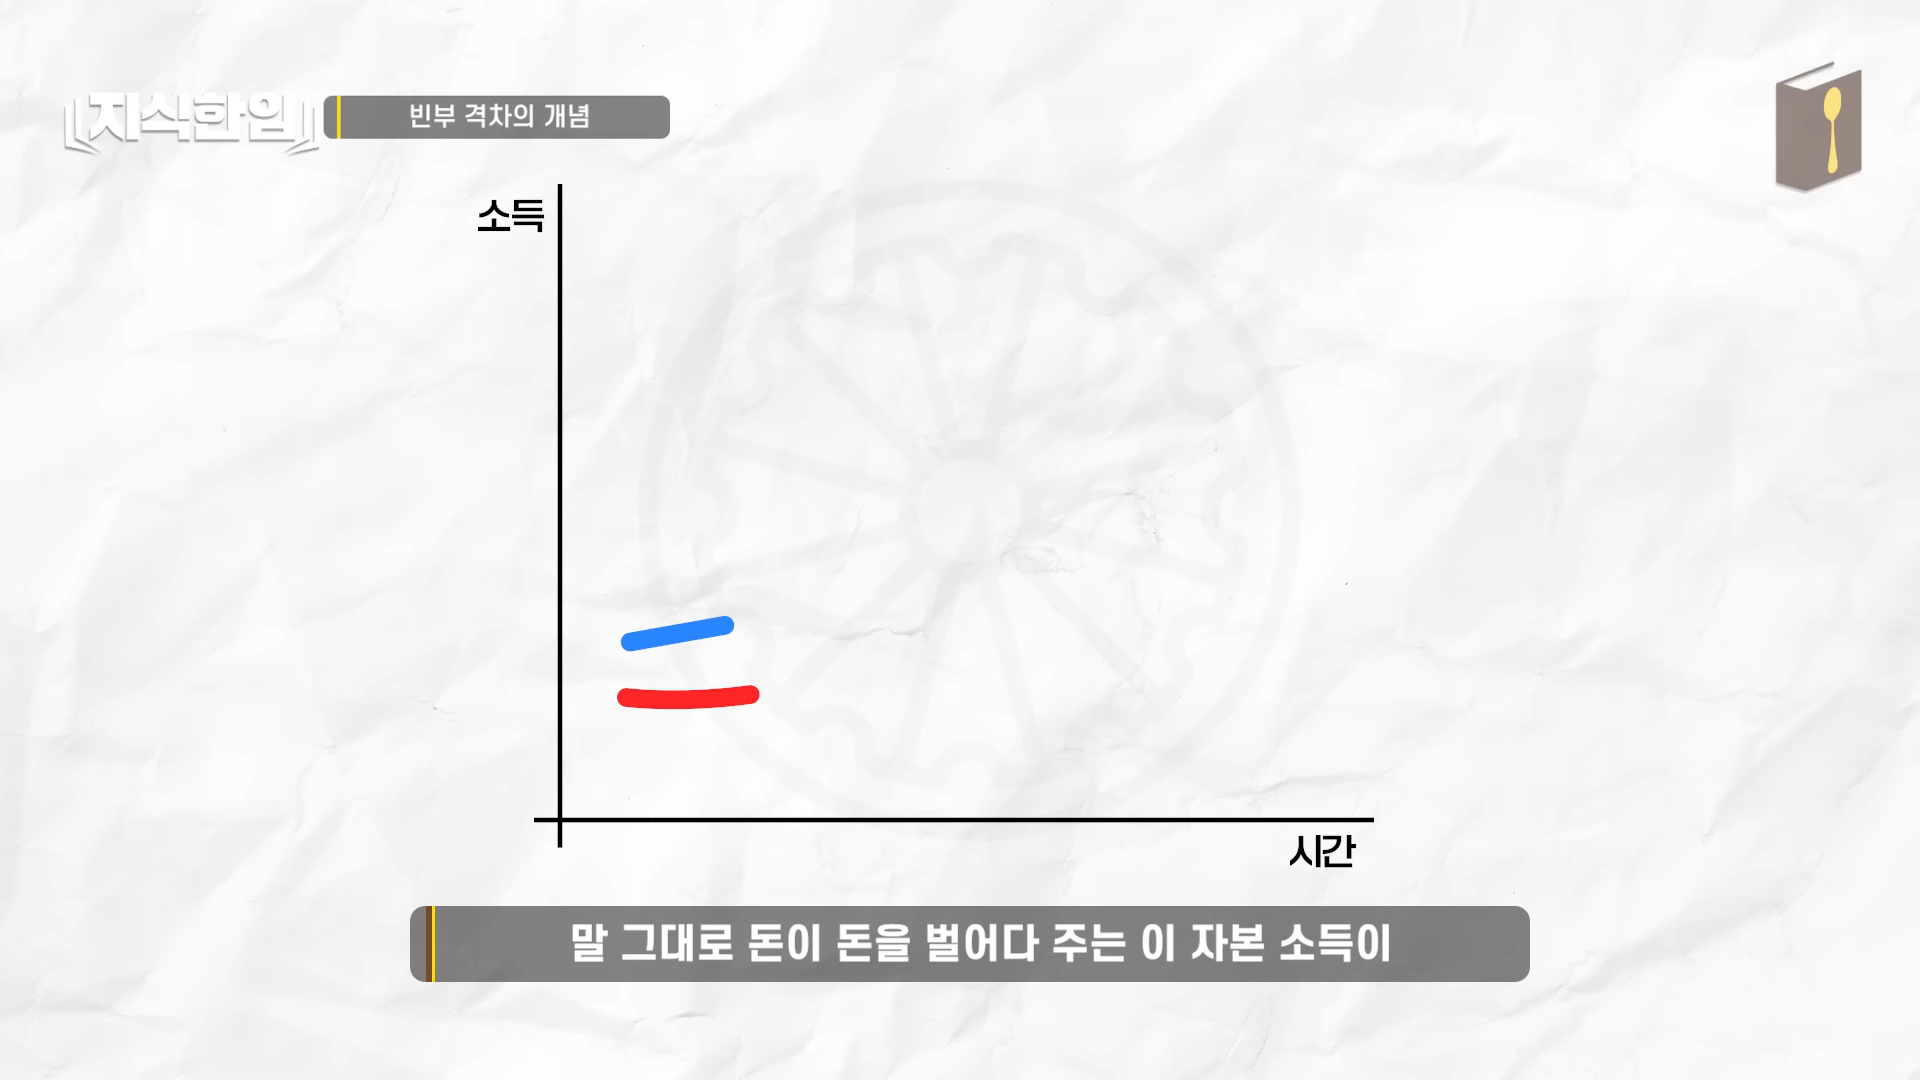 지식한입
빈부 격차의 개념
소득
시간
말 그대로 돈이 돈을 벌어다 주는 이 자본 소득이